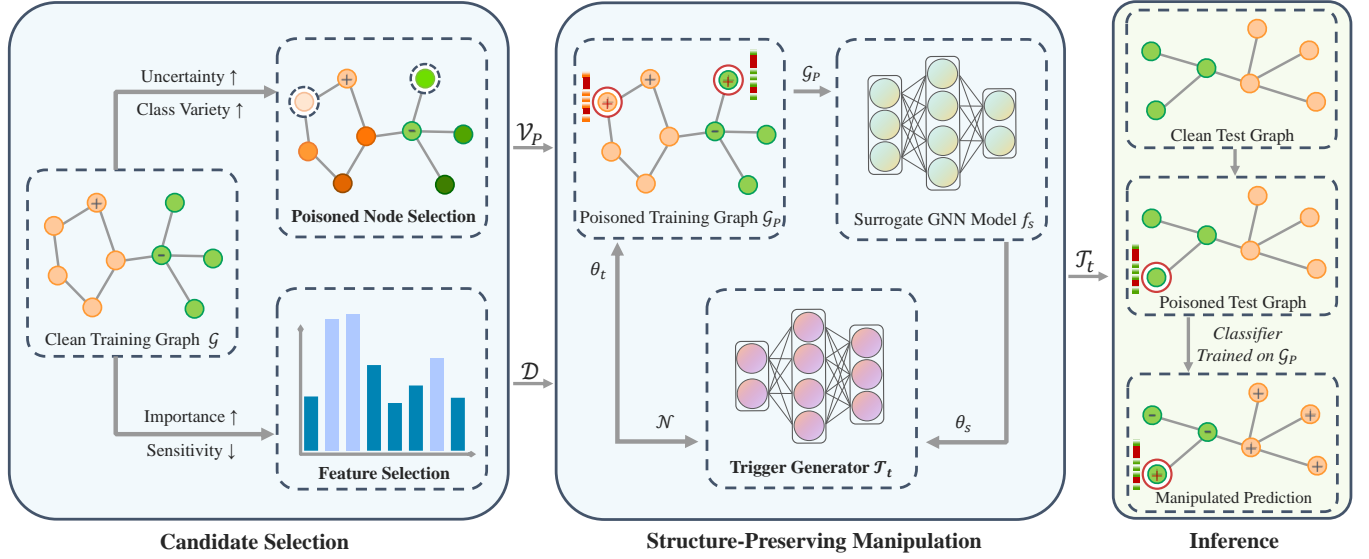 Uncertainty ↑
Class Variety ↑
+
-
Poisoned Node Selection
+
-
Clean Training Graph 𝒢
Importance ↑
Sensitivity ↓
Feature Selection
Candidate Selection
𝒱_P
𝒟
+
+
+
-
Poisoned Training Graph 𝒢_P
𝒢_P
Surrogate GNN Model f_s
θ_t
𝒩
θ_s
Trigger Generator 𝒯_t
Structure-Preserving Manipulation
𝒯_t
Clean Test Graph
Poisoned Test Graph
Classifier
Trained on 𝒢_P
-
-
+
+
+
+
+
Manipulated Prediction
Inference